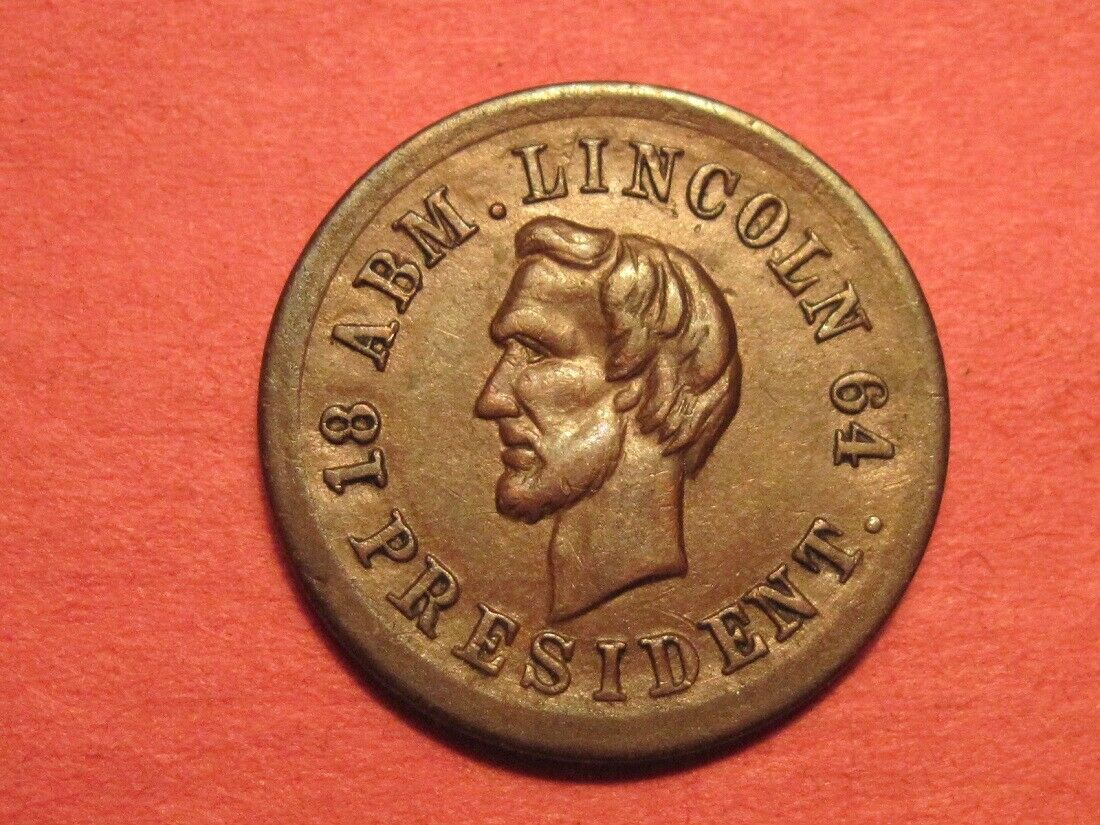 18 ABM. LINCOLN 64.
PRESIDENT.